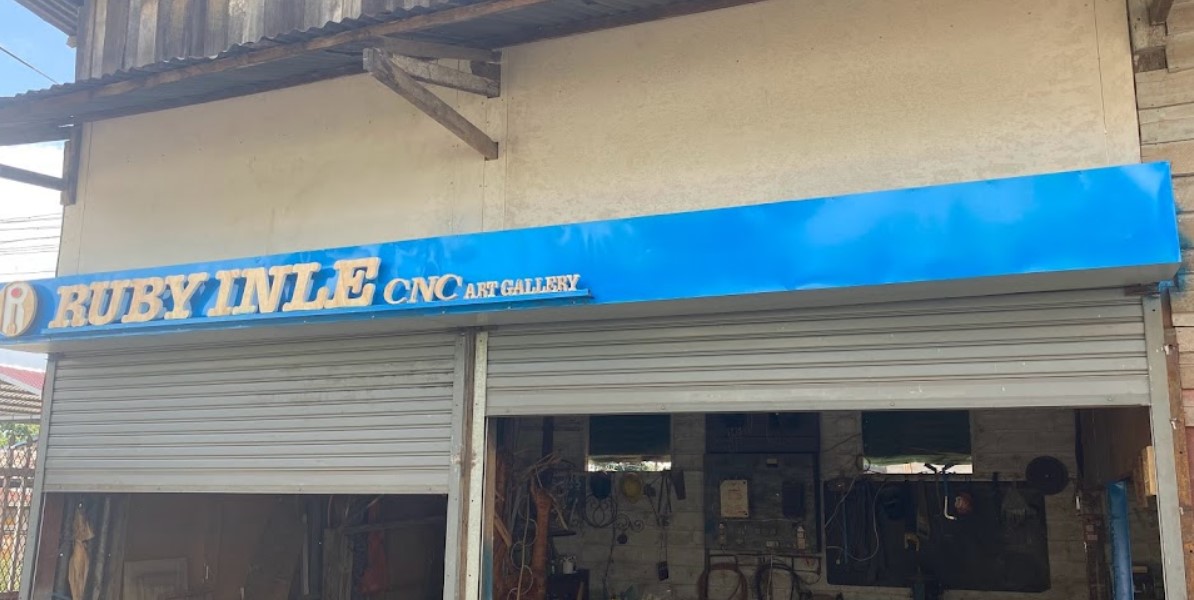 RUBY INLE CNC ART GALLERY